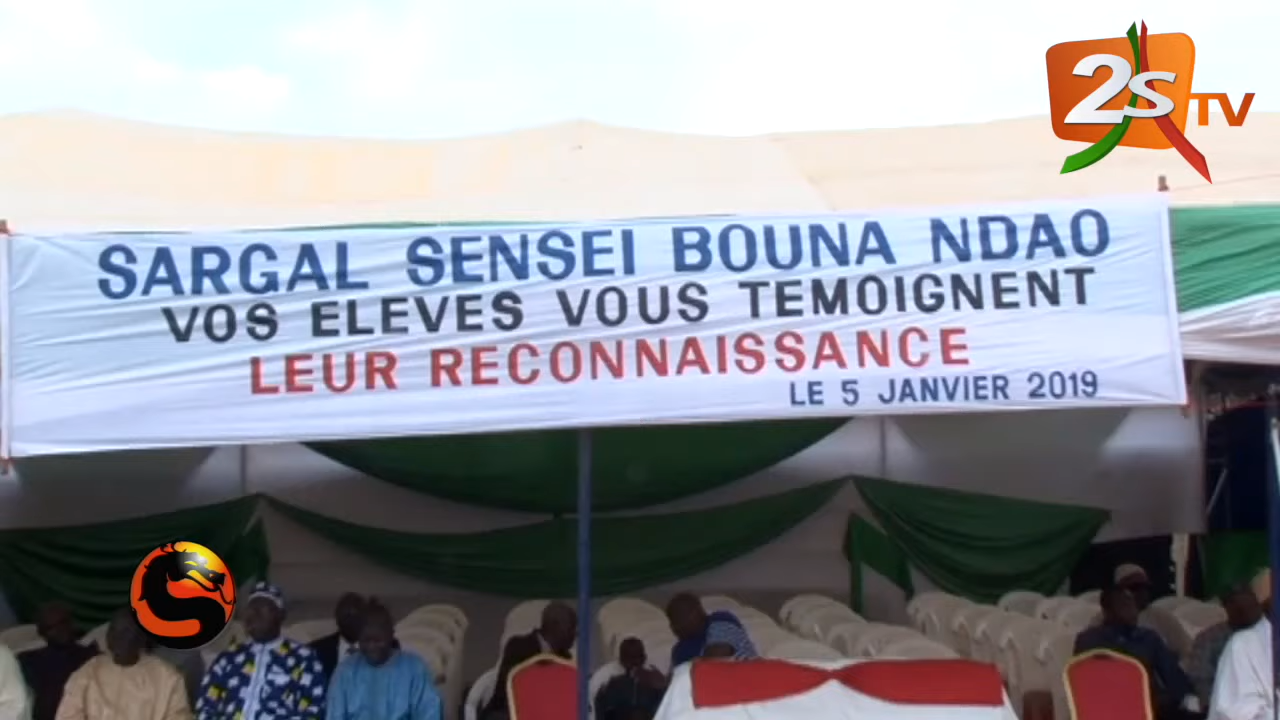 2s TV
SARGAL SENSEI BOUNA NDAO
VOS ELEVES VOUS TEMOIGNENT
LEUR RECONNAISSANCE
LE 5 JANVIER 2019